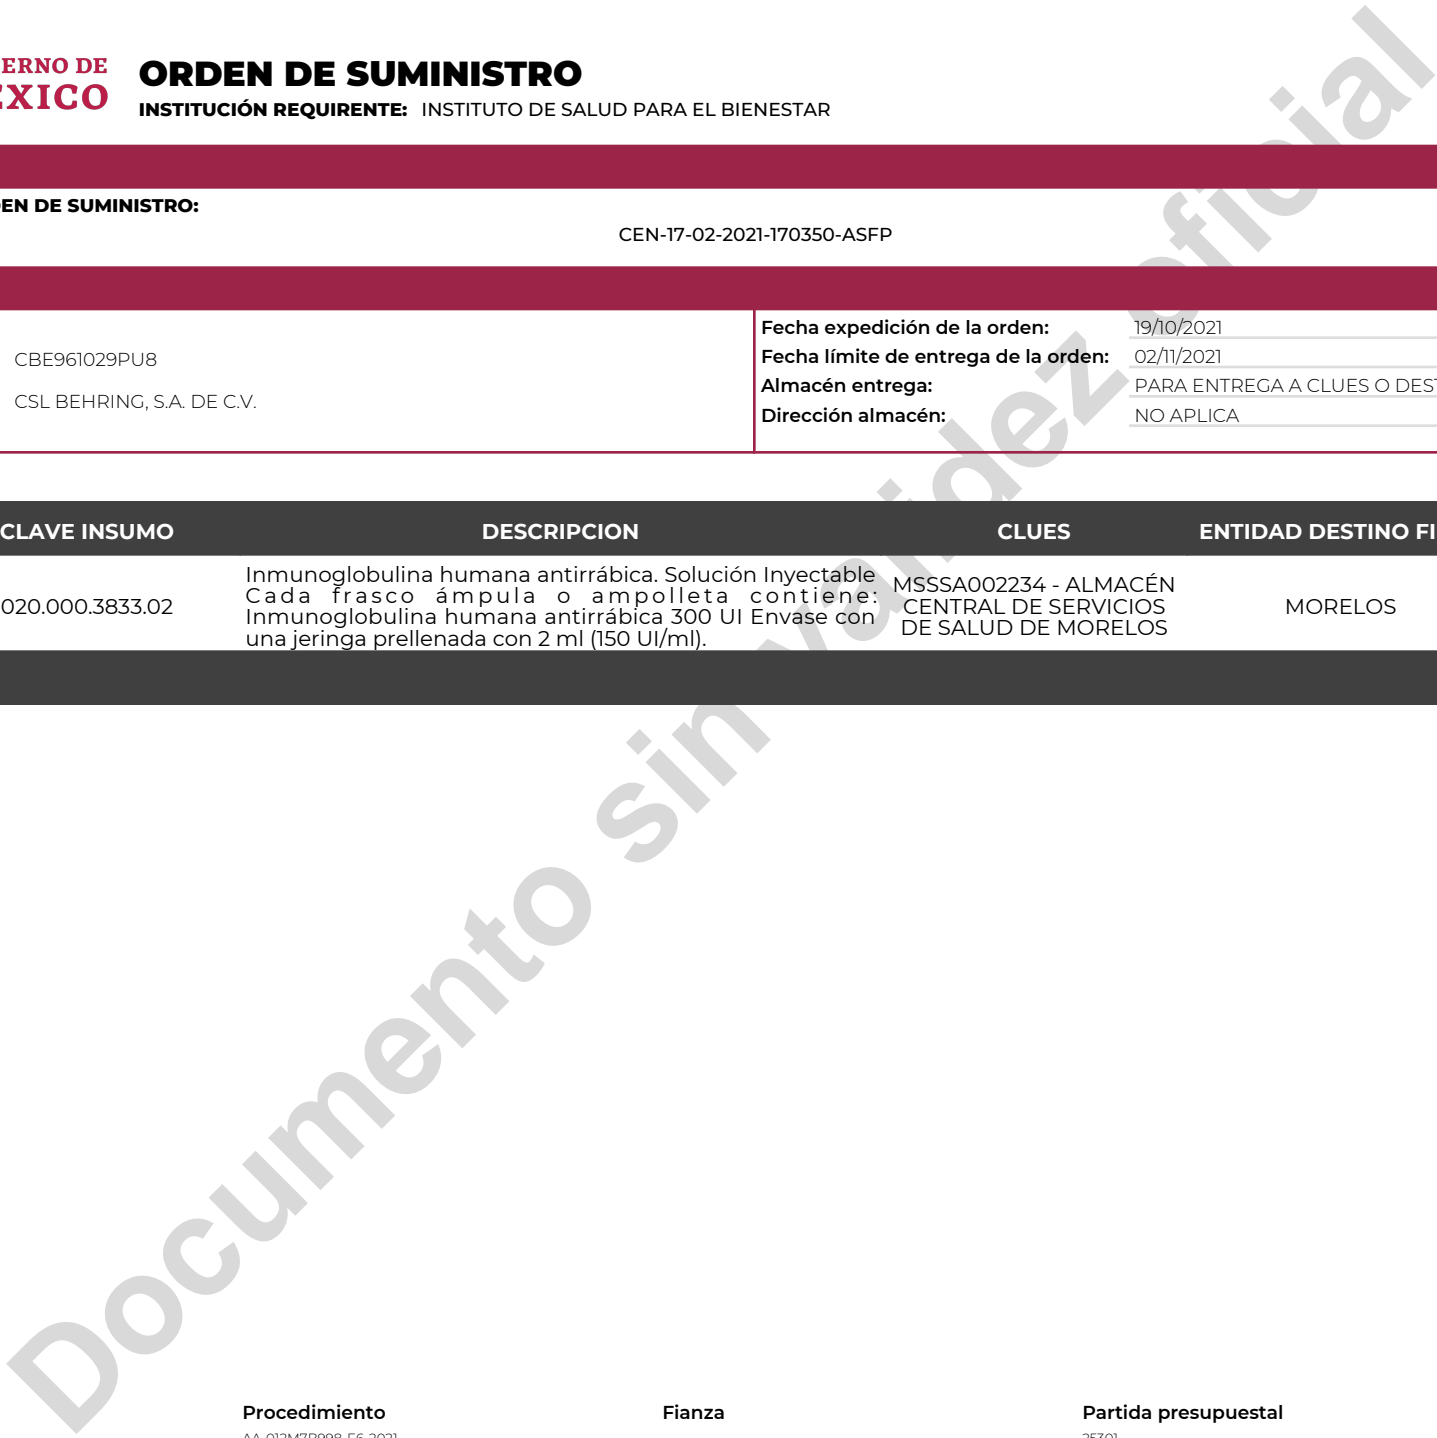 ERNO DE
ÉXICO
ORDEN DE SUMINISTRO
INSTITUCIÓN REQUIRENTE: INSTITUTO DE SALUD PARA EL BIENESTAR
EN DE SUMINISTRO:
CEN-17-02-2021-170350-ASFP
CBE961029PU8
CSL BEHRING, S.A. DE C.V.
Fecha expedición de la orden: 19/10/2021
Fecha límite de entrega de la orden: 02/11/2021
Almacén entrega: PARA ENTREGA A CLUES O DEST
Dirección almacén: NO APLICA
CLAVE INSUMO DESCRIPCION CLUES ENTIDAD DESTINO FI
020.000.3833.02
Inmunoglobulina humana antirrábica. Solución Inyectable
Cada frasco ámpula o ampolleta contiene:
Inmunoglobulina humana antirrábica 300 UI Envase con
una jeringa prellenada con 2 ml (150 UI/ml).
MSSSA002234 - ALMACÉN
CENTRAL DE SERVICIOS
DE SALUD DE MORELOS
MORELOS
Documento sin validez oficial
Procedimiento Fianza Partida presupuestal